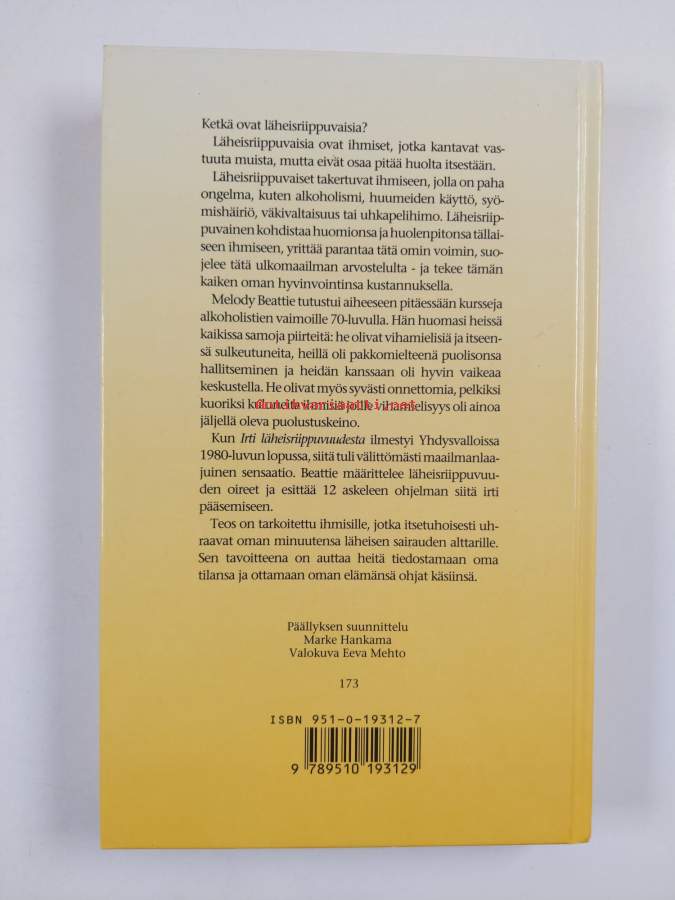 Ketkä ovat läheisriippuvaisia?
Läheisriippuvaisia ovat ihmiset, jotka kantavat vas-
tuuta muista, mutta eivät osaa pitää huolta itsestään.
Läheisriippuvaiset takertuvat ihmiseen, jolla on paha
ongelma, kuten alkoholismi, huumeiden käyttö, syö-
mishäiriö, väkivaltaisuus tai uhkapelihimo. Läheisriip-
puvainen kohdistaa huomionsa ja huolenpitonsa tällai-
seen ihmiseen, yrittää parantaa tätä omin voimin, suo-
jelee tätä ulkomaailman arvostelulta - ja tekee tämän
kaiken oman hyvinvointinsa kustannuksella.
Melody Beattie tutustui aiheeseen pitäessään kursseja
alkoholistien vaimoille 70-luvulla. Hän huomasi heissä
kaikissa samoja piirteitä: he olivat vihamielisiä ja itseen-
sä sulkeutuneita, heillä oli pakkomielteenä puolisonsa
hallitseminen ja heidän kanssaan oli hyvin vaikeaa
keskustella. He olivat myös syvästi onnettomia, pelkiksi
kuoriksi ihmisiä joille vihamielisyys oli ainoa
antikvariaatti.net
jäljellä oleva puolustuskeino.
Kun Irti läheisriippuvuudesta ilmestyi Yhdysvalloissa
1980-luvun lopussa, siitä tuli välittömästi maailmanlaa-
juinen sensaatio. Beattie määrittelee läheisriippuvuu-
den oireet ja esittää 12 askeleen ohjelman siitä irti
pääsemiseen.
Teos on tarkoitettu ihmisille, jotka itsetuhoisesti uh-
raavat oman minuutensa läheisen sairauden alttarille.
Sen tavoitteena on auttaa heitä tiedostamaan oma
tilansa ja ottamaan oman elämänsä ohjat käsiinsä.
Päällyksen suunnittelu
Marke Hankama
Valokuva Eeva Mehto
173
ISBN 951-0-19312-7
9 789510 193129